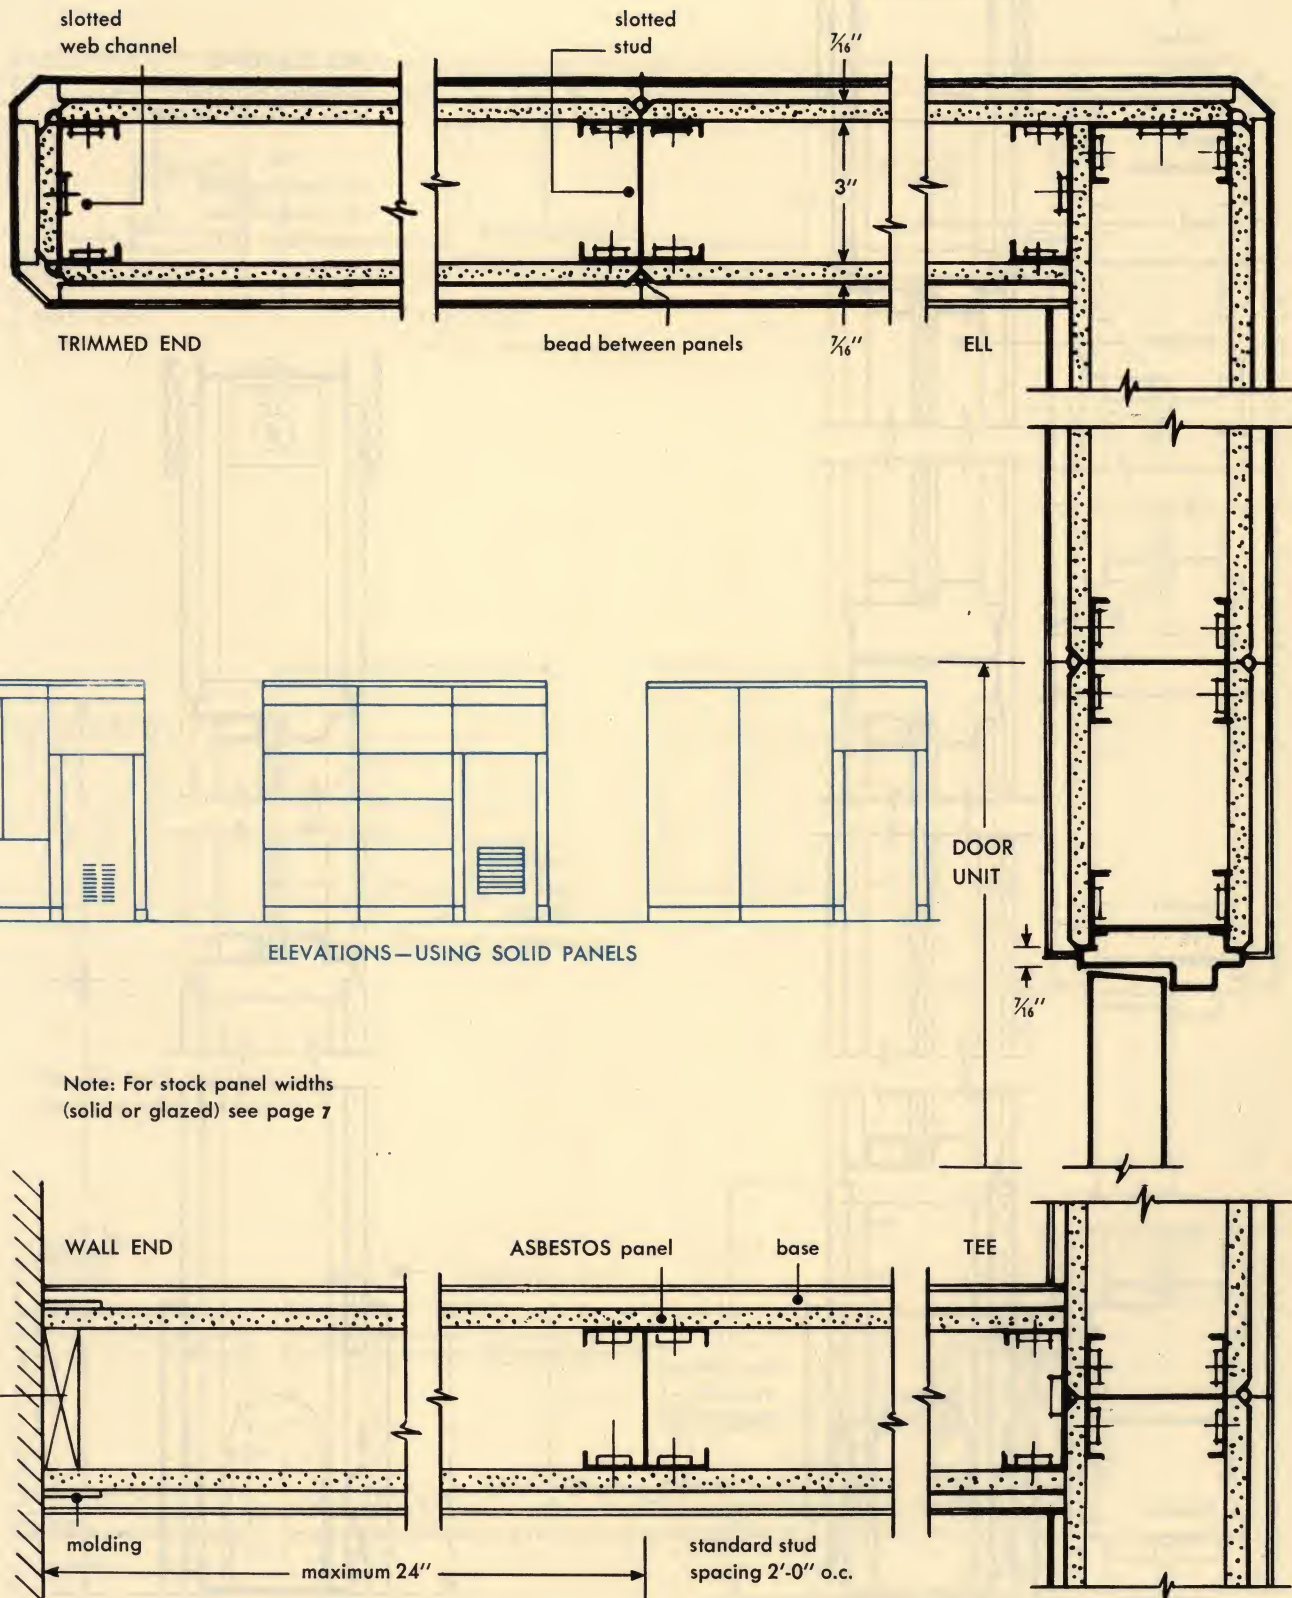 slotted
web channel
slotted
stud
7/16"
3"
TRIMMED END
bead between panels
7/16"
ELL
DOOR
UNIT
ELEVATIONS—USING SOLID PANELS
7/16"
Note: For stock panel widths
(solid or glazed) see page 7
WALL END
ASBESTOS panel
base
TEE
molding
maximum 24"
standard stud
spacing 2'-0" o.c.